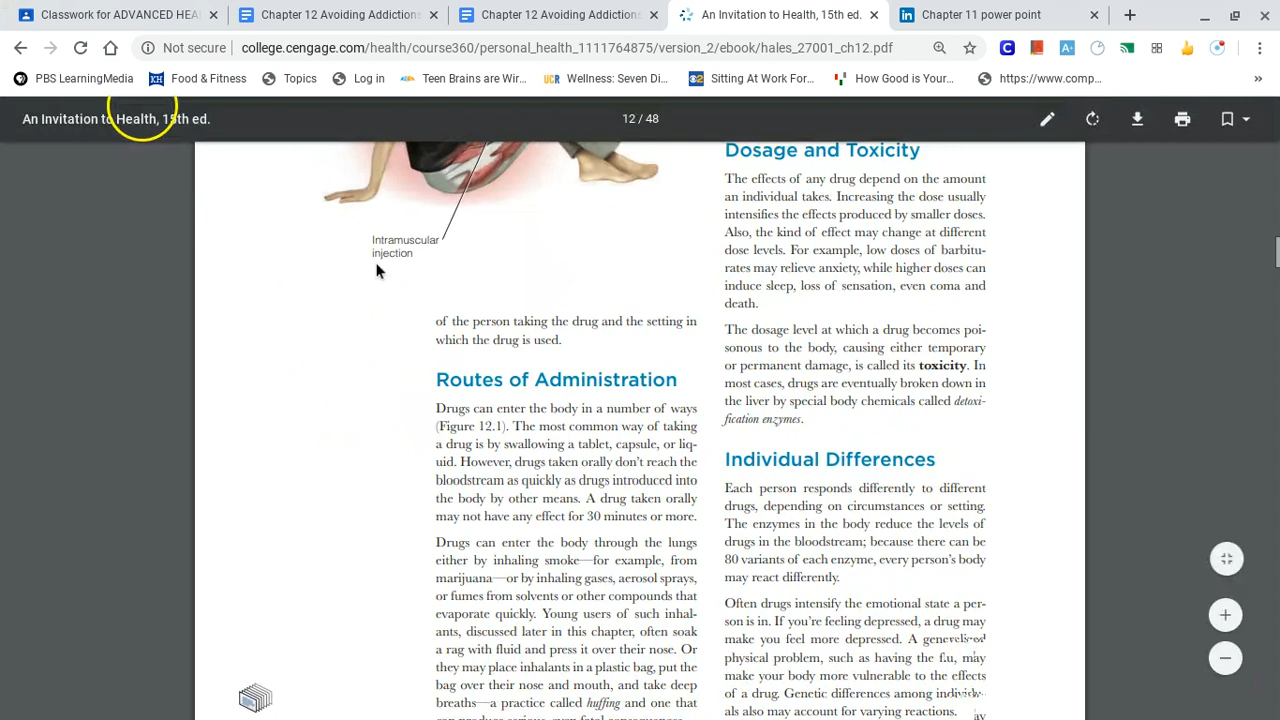 Classwork for ADVANCED HEA
Chapter 12 Avoiding Addictions
Chapter 12 Avoiding Addictions
An Invitation to Health, 15th ed.
Chapter 11 power point
Not secure
college.cengage.com/health/course360/personal_health_1111764875/version_2/ebook/hales_27001_ch12.pdf
PBS LearningMedia
Food & Fitness
Topics
Log in
Teen Brains are Wir...
UCR Wellness: Seven Di...
Sitting At Work For...
How Good is Your...
https://www.comp...
»
An Invitation to Health, 15th ed.
12 / 48
Intramuscular
injection
of the person taking the drug and the setting in
which the drug is used.
Routes of Administration
Drugs can enter the body in a number of ways
(Figure 12.1). The most common way of taking
a drug is by swallowing a tablet, capsule, or liq-
uid. However, drugs taken orally don't reach the
bloodstream as quickly as drugs introduced into
the body by other means. A drug taken orally
may not have any effect for 30 minutes or more.
Drugs can enter the body through the lungs
either by inhaling smoke—for example, from
marijuana—or by inhaling gases, aerosol sprays,
or fumes from solvents or other compounds that
evaporate quickly. Young users of such inhal-
ants, discussed later in this chapter, often soak
a rag with fluid and press it over their nose. Or
they may place inhalants in a plastic bag, put the
bag over their nose and mouth, and take deep
breaths—a practice called huffing and one that
can produce serious, even fatal consequences.
Dosage and Toxicity
The effects of any drug depend on the amount
an individual takes. Increasing the dose usually
intensifies the effects produced by smaller doses.
Also, the kind of effect may change at different
dose levels. For example, low doses of barbitu-
rates may relieve anxiety, while higher doses can
induce sleep, loss of sensation, even coma and
death.
The dosage level at which a drug becomes poi-
sonous to the body, causing either temporary
or permanent damage, is called its toxicity. In
most cases, drugs are eventually broken down in
the liver by special body chemicals called detoxi-
fication enzymes.
Individual Differences
Each person responds differently to different
drugs, depending on circumstances or setting.
The enzymes in the body reduce the levels of
drugs in the bloodstream; because there can be
80 variants of each enzyme, every person's body
may react differently.
Often drugs intensify the emotional state a per-
son is in. If you're feeling depressed, a drug may
make you feel more depressed. A generalized
physical problem, such as having the flu, may
make your body more vulnerable to the effects
of a drug. Genetic differences among individu-
als also may account for varying reactions.